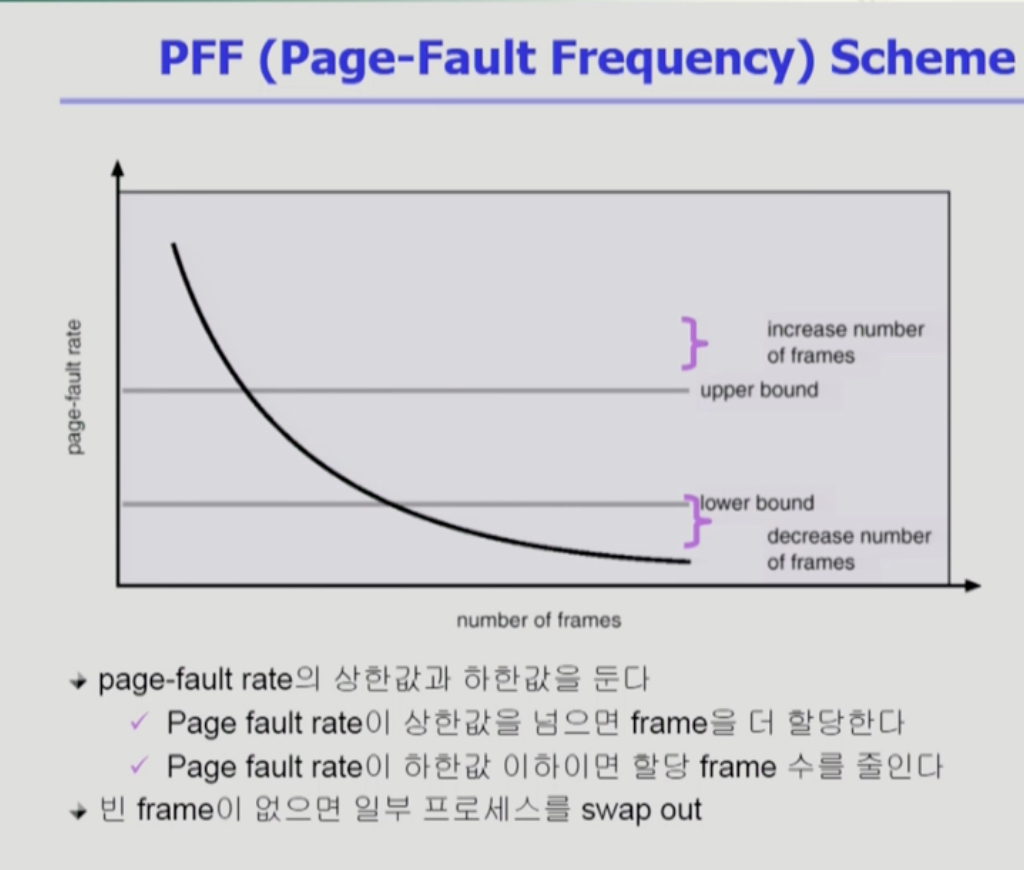 PFF (Page-Fault Frequency) Scheme
page-fault rate
increase number
of frames
upper bound
lower bound
decrease number
of frames
number of frames
page-fault rate의 상한값과 하한값을 둔다
Page fault rate이 상한값을 넘으면 frame을 더 할당한다
Page fault rate이 하한값 이하이면 할당 frame 수를 줄인다
빈 frame이 없으면 일부 프로세스를 swap out